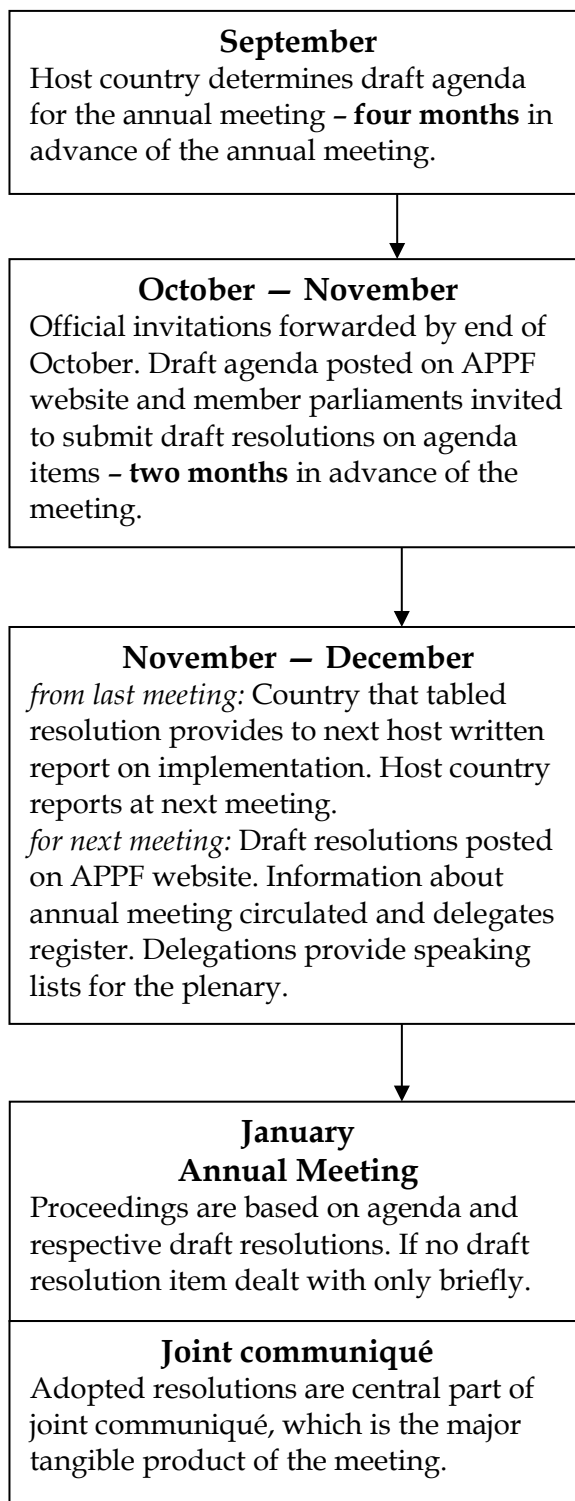 September
Host country determines draft agenda
for the annual meeting – four months in
advance of the annual meeting.
October — November
Official invitations forwarded by end of
October. Draft agenda posted on APPF
website and member parliaments invited
to submit draft resolutions on agenda
items – two months in advance of the
meeting.
November — December
from last meeting: Country that tabled
resolution provides to next host written
report on implementation. Host country
reports at next meeting.
for next meeting: Draft resolutions posted
on APPF website. Information about
annual meeting circulated and delegates
register. Delegations provide speaking
lists for the plenary.
January
Annual Meeting
Proceedings are based on agenda and
respective draft resolutions. If no draft
resolution item dealt with only briefly.
Joint communiqué
Adopted resolutions are central part of
joint communiqué, which is the major
tangible product of the meeting.